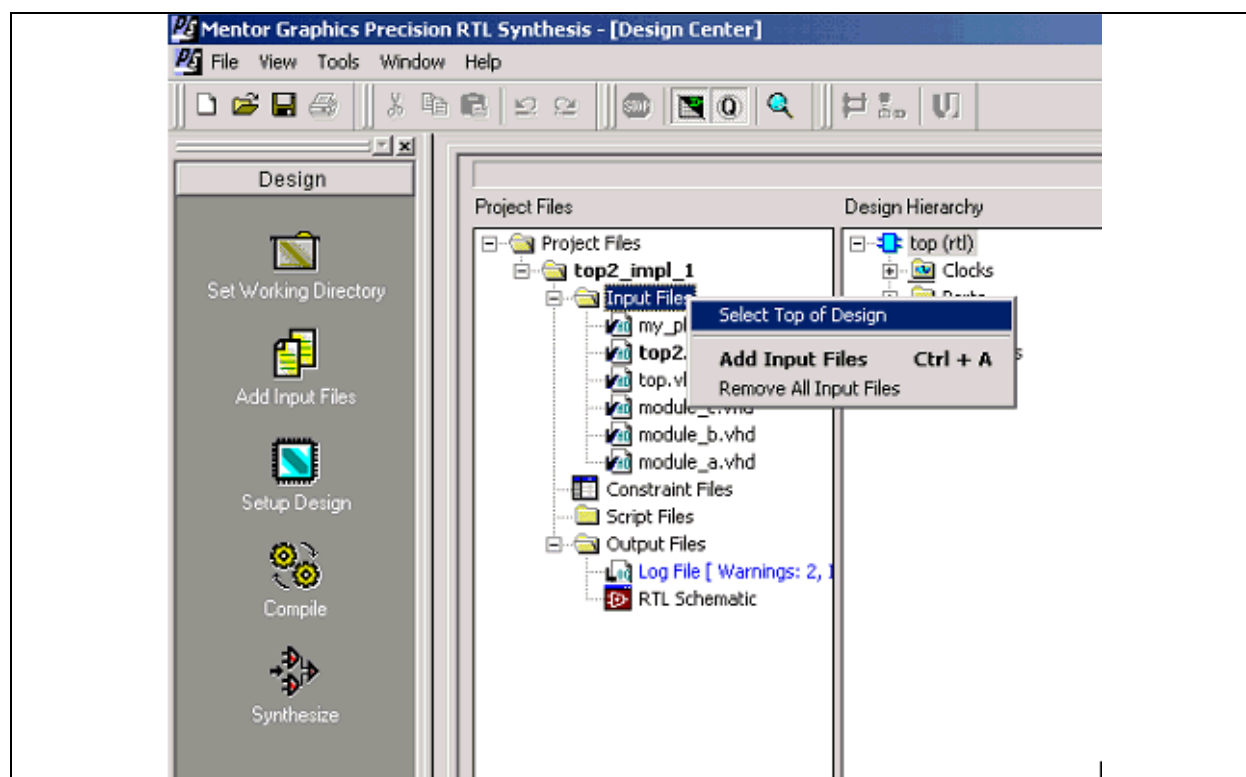 Mentor Graphics Precision RTL Synthesis - [Design Center]
File View Tools Window Help
Design
Set Working Directory
Add Input Files
Setup Design
Compile
Synthesize
Project Files
Project Files
top2_impl_1
Input Files
top2.
module_b.vhd
module_a.vhd
Constraint Files
Script Files
Output Files
Log File [ Warnings: 2,
RTL Schematic
Select Top of Design
Add Input Files Ctrl + A
Remove All Input Files
Design Hierarchy
top (rtl)
Clocks